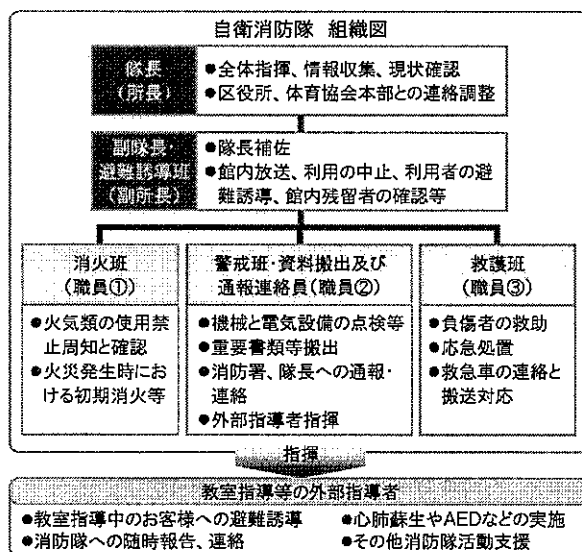 自衛消防隊 組織図
隊長
(所長)
●全体指揮、情報収集、現状確認
●区役所、体育協会本部との連絡調整
副隊長・
避難誘導班
(副所長)
●隊長補佐
●館内放送、利用の中止、利用者の避
難誘導、館内残留者の確認等
消火班
(職員①)
●火気類の使用禁
止周知と確認
●火災発生時にお
ける初期消火等
警戒班・資料搬出及び
通報連絡員(職員②)
●機械と電気設備の点検等
●重要書類等搬出
●消防署、隊長への通報・
連絡
●外部指導者指揮
救護班
(職員③)
●負傷者の救助
●応急処置
●救急車の連絡と
搬送対応
指揮
教室指導等の外部指導者
●教室指導中のお客様への避難誘導
●消防隊への随時報告、連絡
●心肺蘇生やAEDなどの実施
●その他消防隊活動支援